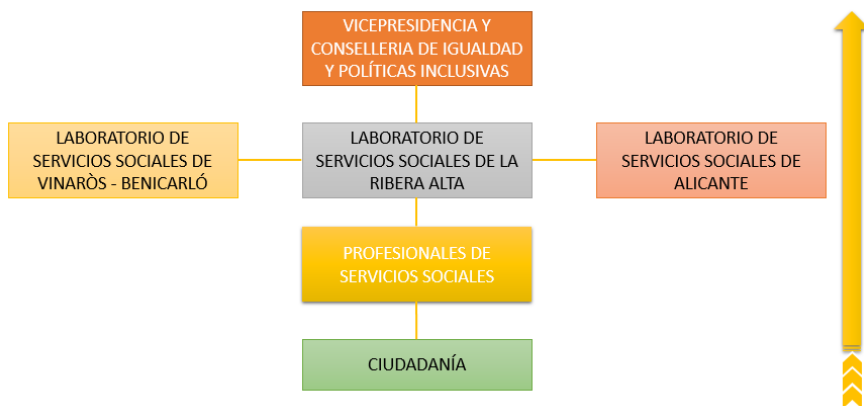 VICEPRESIDENCIA Y
CONSELLERIA DE IGUALDAD
Y POLÍTICAS INCLUSIVAS
LABORATORIO DE
SERVICIOS SOCIALES DE
VINARÒS - BENICARLÓ
LABORATORIO DE
SERVICIOS SOCIALES DE LA
RIBERA ALTA
LABORATORIO DE
SERVICIOS SOCIALES DE
ALICANTE
PROFESIONALES DE
SERVICIOS SOCIALES
CIUDADANÍA